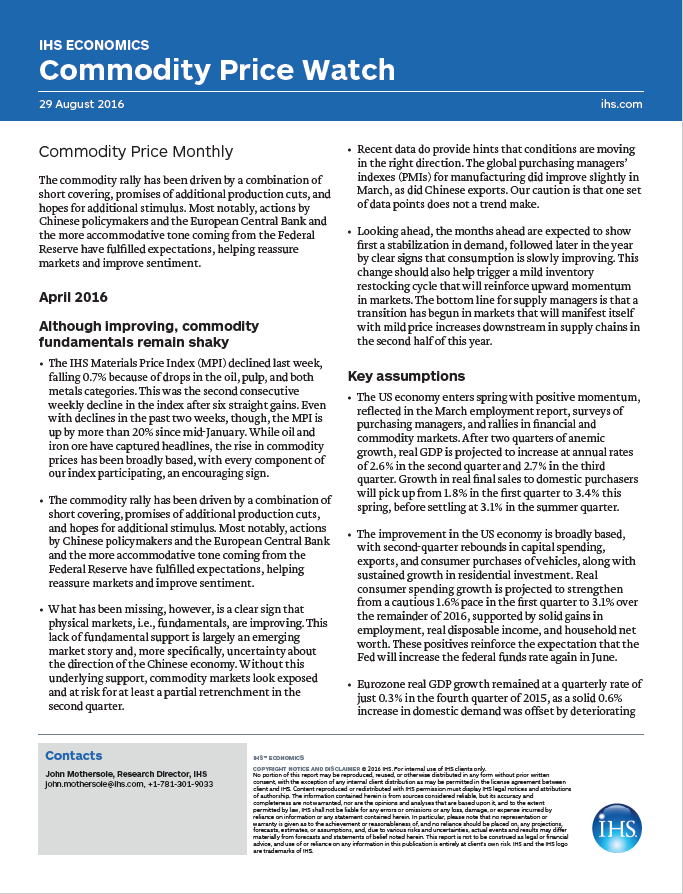 IHS ECONOMICS
Commodity Price Watch
29 August 2016
ihs.com
Commodity Price Monthly
The commodity rally has been driven by a combination of
short covering, promises of additional production cuts, and
hopes for additional stimulus. Most notably, actions by
Chinese policymakers and the European Central Bank and
the more accommodative tone coming from the Federal
Reserve have fulfilled expectations, helping reassure
markets and improve sentiment.
April 2016
Although improving, commodity
fundamentals remain shaky
• The IHS Materials Price Index (MPI) declined last week,
falling 0.7% because of drops in the oil, pulp, and both
metals categories. This was the second consecutive
weekly decline in the index after six straight gains. Even
with declines in the past two weeks, though, the MPI is
up by more than 20% since mid-January. While oil and
iron ore have captured headlines, the rise in commodity
prices has been broadly based, with every component of
our index participating, an encouraging sign.
• The commodity rally has been driven by a combination of
short covering, promises of additional production cuts,
and hopes for additional stimulus. Most notably, actions
by Chinese policymakers and the European Central Bank
and the more accommodative tone coming from the
Federal Reserve have fulfilled expectations, helping
reassure markets and improve sentiment.
• What has been missing, however, is a clear sign that
physical markets, i.e., fundamentals, are improving. This
lack of fundamental support is largely an emerging
market story and, more specifically, uncertainty about
the direction of the Chinese economy. Without this
underlying support, commodity markets look exposed
and at risk for at least a partial retrenchment in the
second quarter.
• Recent data do provide hints that conditions are moving
in the right direction. The global purchasing managers'
indexes (PMIs) for manufacturing did improve slightly in
March, as did Chinese exports. Our caution is that one set
of data points does not a trend make.
• Looking ahead, the months ahead are expected to show
first a stabilization in demand, followed later in the year
by clear signs that consumption is slowly improving. This
change should also help trigger a mild inventory
restocking cycle that will reinforce upward momentum
in markets. The bottom line for supply managers is that a
transition has begun in markets that will manifest itself
with mild price increases downstream in supply chains in
the second half of this year.
Key assumptions
• The US economy enters spring with positive momentum,
reflected in the March employment report, surveys of
purchasing managers, and rallies in financial and
commodity markets. After two quarters of anemic
growth, real GDP is projected to increase at annual rates
of 2.6% in the second quarter and 2.7% in the third
quarter. Growth in real final sales to domestic purchasers
will pick up from 1.8% in the first quarter to 3.4% this
spring, before settling at 3.1% in the summer quarter.
• The improvement in the US economy is broadly based,
with second-quarter rebounds in capital spending,
exports, and consumer purchases of vehicles, along with
sustained growth in residential investment. Real
consumer spending growth is projected to strengthen
from a cautious 1.6% pace in the first quarter to 3.1% over
the remainder of 2016, supported by solid gains in
employment, real disposable income, and household net
worth. These positives reinforce the expectation that the
Fed will increase the federal funds rate again in June.
• Eurozone real GDP growth remained at a quarterly rate of
just 0.3% in the fourth quarter of 2015, as a solid 0.6%
increase in domestic demand was offset by deteriorating
Contacts
John Mothersole, Research Director, IHS
john.mothersole@ihs.com, +1-781-301-9033
IHS™ ECONOMICS
COPYRIGHT NOTICE AND DISCLAIMER © 2016 IHS. For internal use of IHS clients only.
No portion of this report may be reproduced, reused, or otherwise distributed in any form without prior written
consent, with the exception of any internal client distribution as may be permitted in the license agreement between
client and IHS. Content reproduced or redistributed with IHS permission must display IHS legal notices and attributions
of authorship. The information contained herein is from sources considered reliable, but its accuracy and
completeness are not warranted, nor are the opinions and analyses that are based upon it, and to the extent
permitted by law, IHS shall not be liable for any errors or omissions or any loss, damage, or expense incurred by
reliance on information or any statement contained herein. In particular, please note that no representation or
warranty is given as to the achievement or reasonableness of, and no reliance should be placed on, any projections,
forecasts, estimates, or assumptions, and, due to various risks and uncertainties, actual events and results may differ
materially from forecasts and statements of belief noted herein. This report is not to be construed as legal or financial
advice, and use of or reliance on any information in this publication is entirely at client's own risk. IHS and the IHS logo
are trademarks of IHS.
IHS